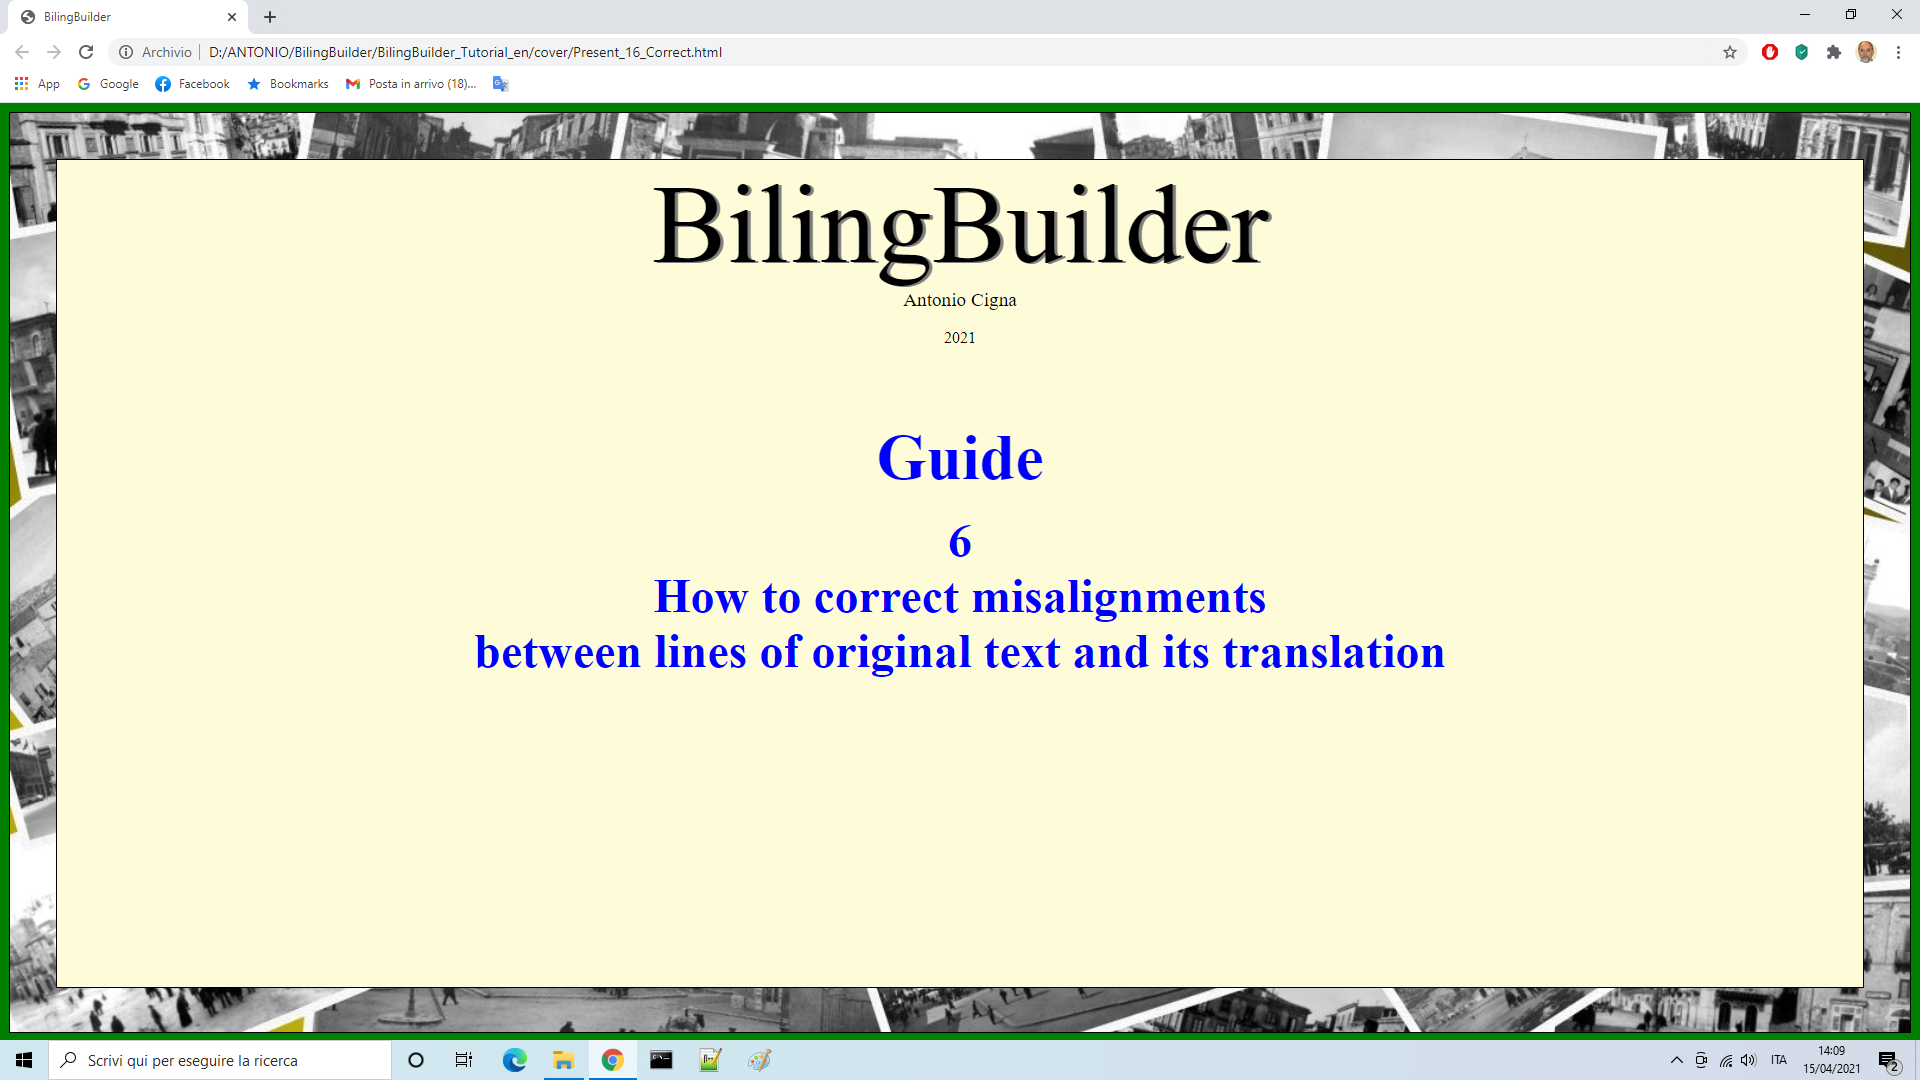 BilingBuilder
Archivio D:/ANTONIO/BilingBuilder/BilingBuilder_Tutorial_en/cover/Present_16_Correct.html
App Google Facebook Bookmarks Posta in arrivo (18)...
BilingBuilder
Antonio Cigna
2021
Guide
6
How to correct misalignments
between lines of original text and its translation
Scrivi qui per eseguire la ricerca
ITA
14:09
15/04/2021
2